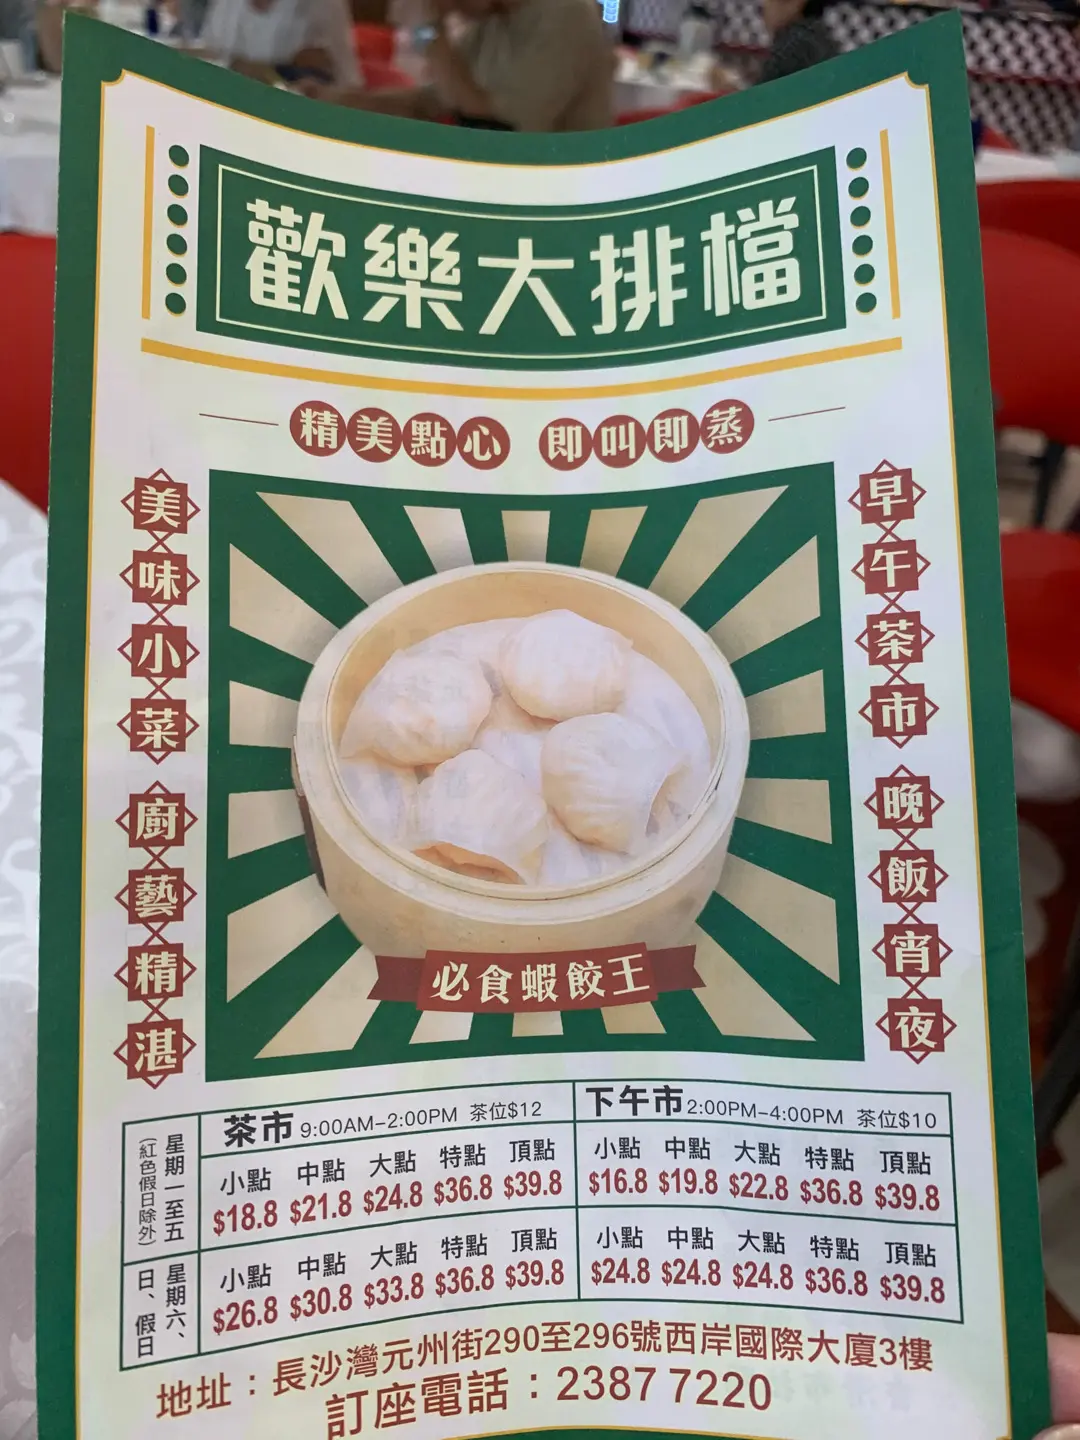 歡樂大排檔
精美點心 即叫即蒸
美味小菜 廚藝精湛
早午茶市 晚飯宵夜
必食蝦餃王
茶市 9:00AM-2:00PM 茶位$12
下午市 2:00PM-4:00PM 茶位$10
星期一至五
(紅色假日除外)
小點 中點 大點 特點 頂點
$18.8 $21.8 $24.8 $36.8 $39.8
小點 中點 大點 特點 頂點
$16.8 $19.8 $22.8 $36.8 $39.8
星期六、
日、假日
小點 中點 大點 特點 頂點
$26.8 $30.8 $33.8 $36.8 $39.8
小點 中點 大點 特點 頂點
$24.8 $24.8 $24.8 $36.8 $39.8
地址：長沙灣元州街290至296號西岸國際大廈3樓
訂座電話：2387 7220